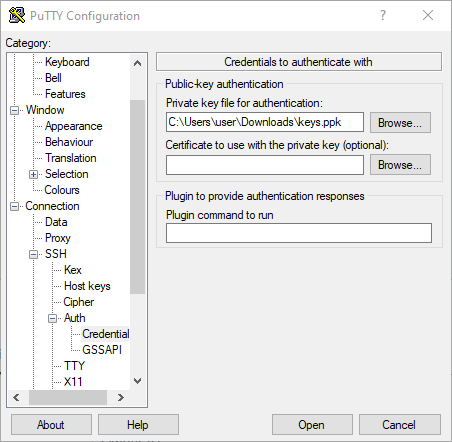 PuTTY Configuration
?
Category:
Keyboard
Bell
Features
Window
Appearance
Behaviour
Translation
Selection
Colours
Connection
Data
Proxy
SSH
Kex
Host keys
Cipher
Auth
Credential
GSSAPI
TTY
X11
Credentials to authenticate with
Public-key authentication
Private key file for authentication:
C:\Users\user\Downloads\keys.ppk
Browse...
Certificate to use with the private key (optional):
Browse...
Plugin to provide authentication responses
Plugin command to run
About
Help
Open
Cancel